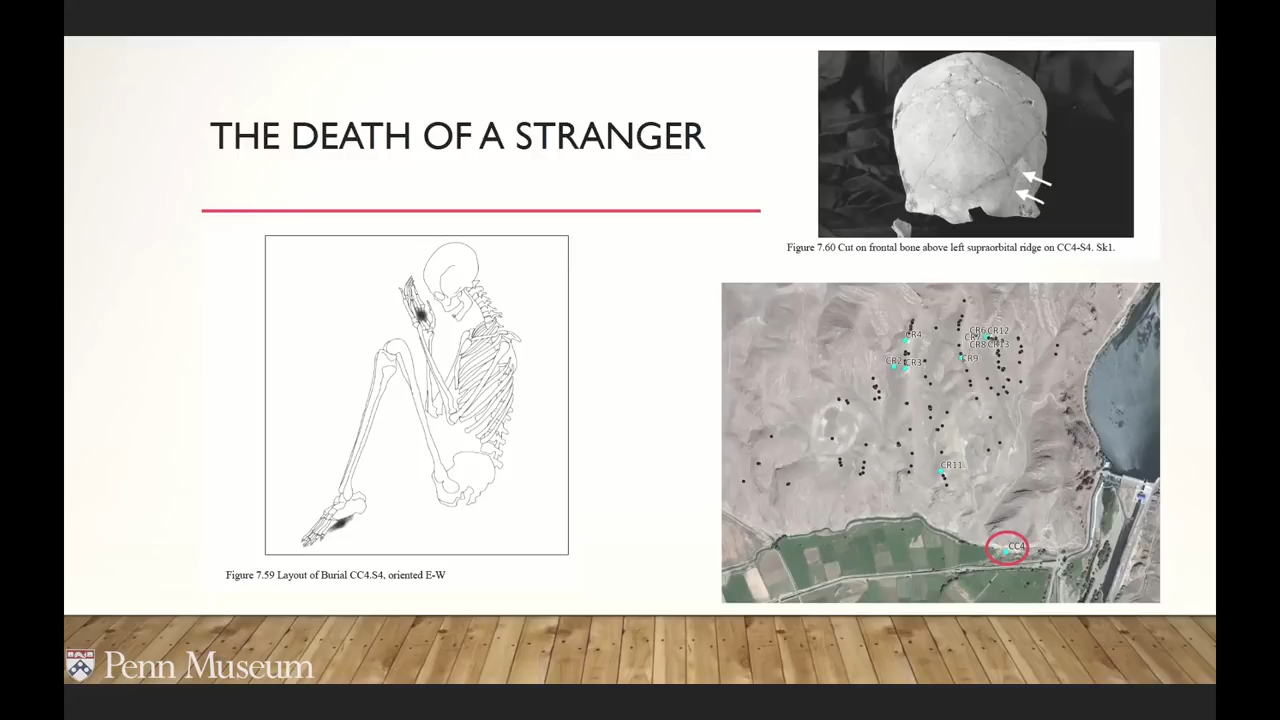 THE DEATH OF A STRANGER
Figure 7.60 Cut on frontal bone above left supraorbital ridge on CC4-S4. Sk1.
CR4
CR6 CR12
CR7
CR8 CR13
CR2 CR3
CR9
CR11
CC4
Figure 7.59 Layout of Burial CC4.S4, oriented E-W
Penn Museum